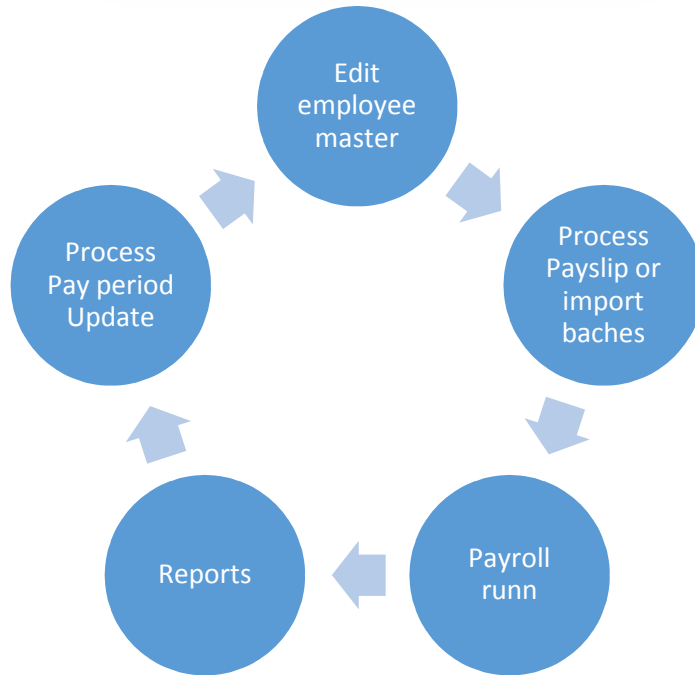 Edit
employee
master
Process
Payslip or
import
baches
Payroll
runn
Reports
Process
Pay period
Update